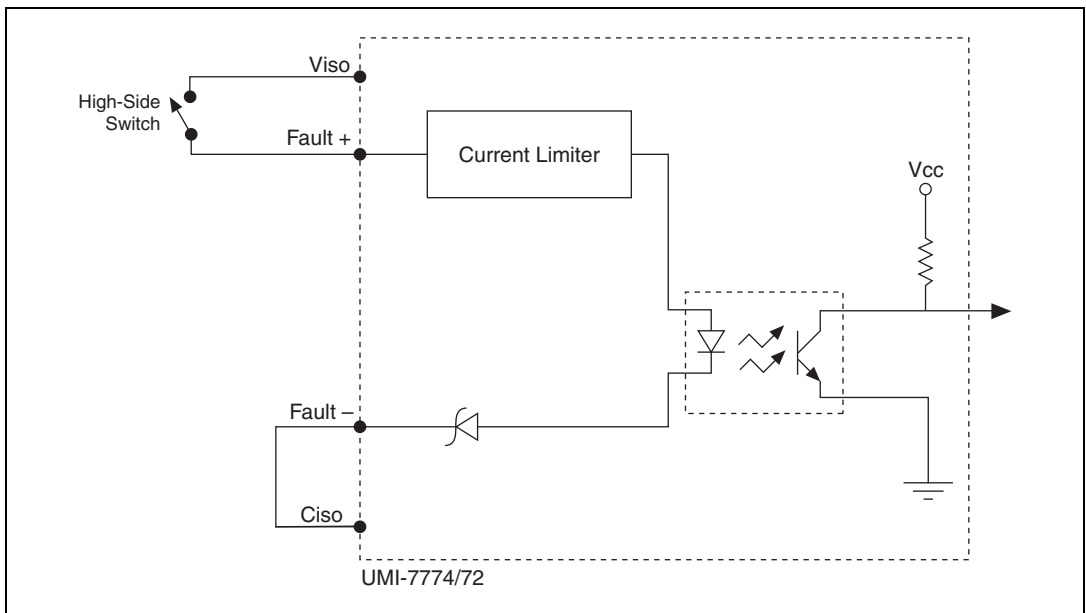 Viso
High-Side
Switch
Fault +
Current Limiter
Vcc
Fault –
Ciso
UMI-7774/72